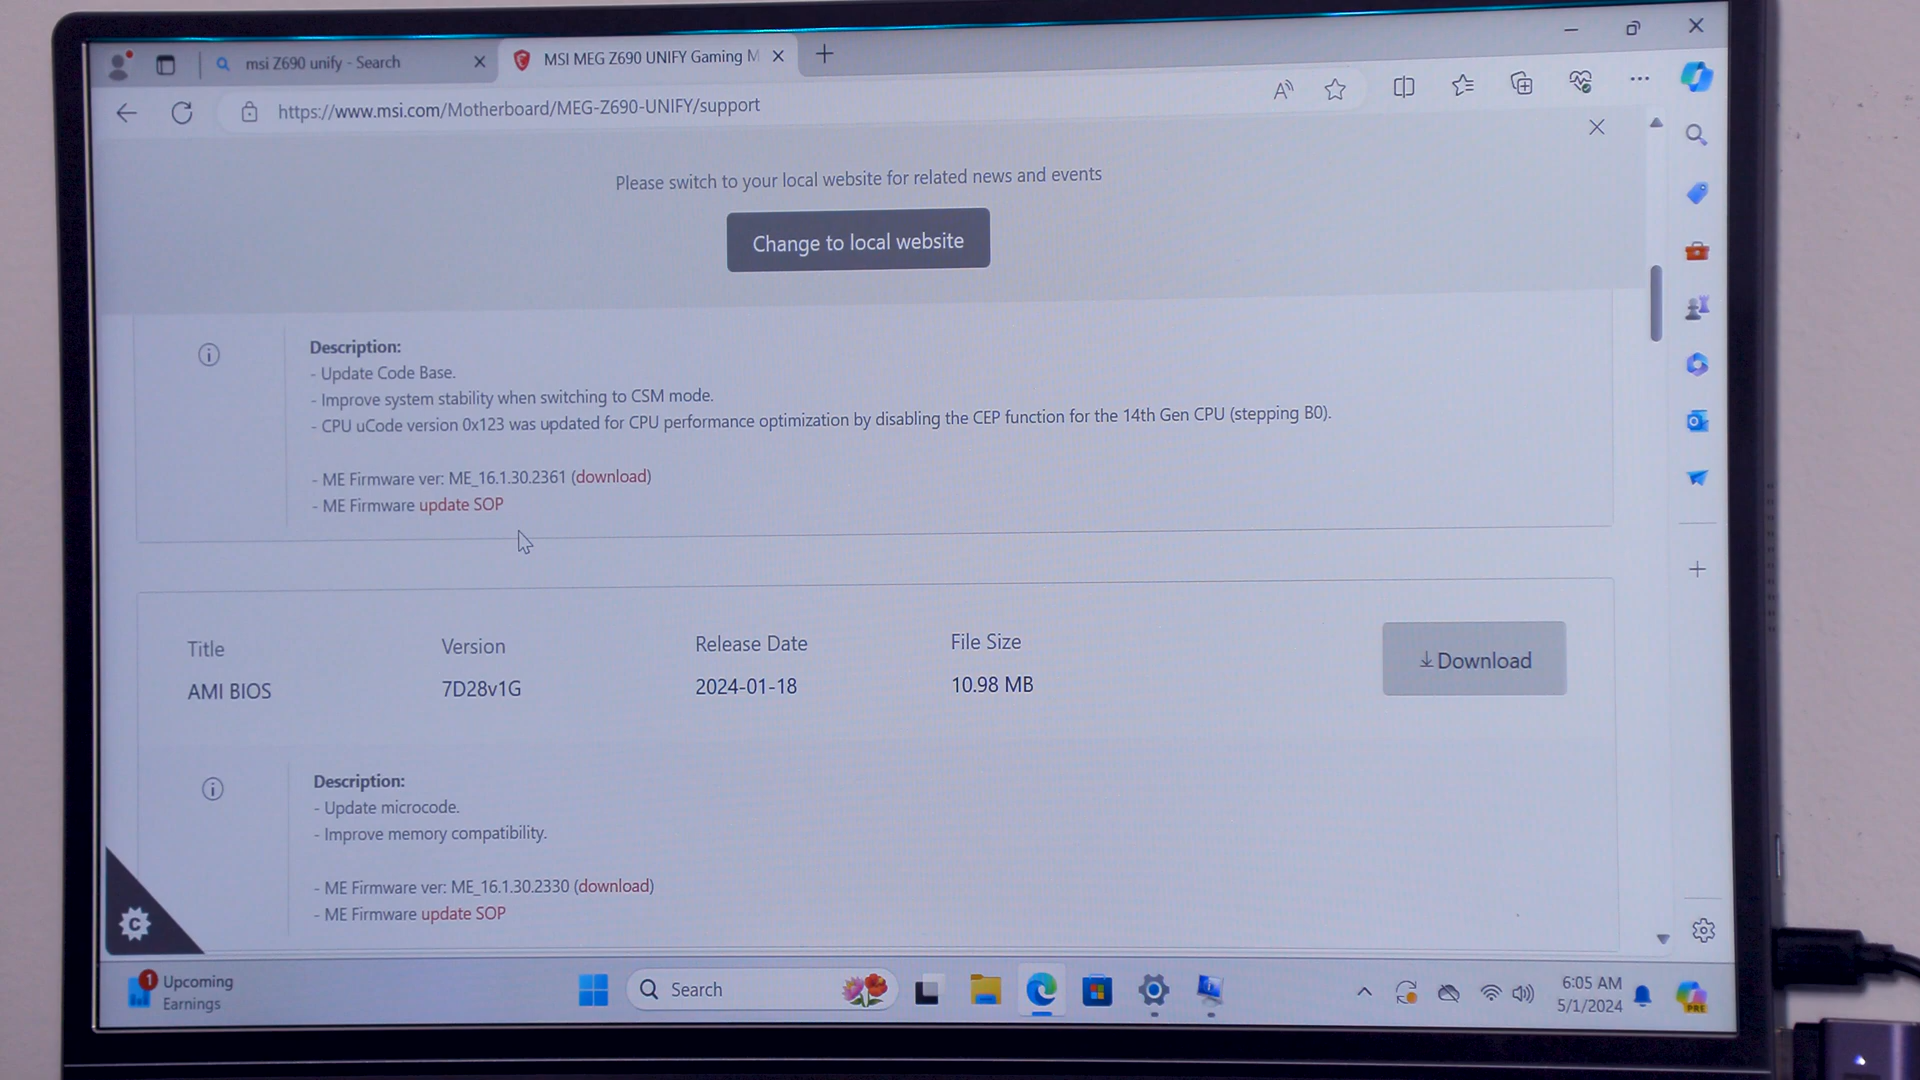 msi Z690 unify - Search
MSI MEG Z690 UNIFY Gaming M
https://www.msi.com/Motherboard/MEG-Z690-UNIFY/support
Please switch to your local website for related news and events
Change to local website
Description:
- Update Code Base.
- Improve system stability when switching to CSM mode.
- CPU uCode version 0x123 was updated for CPU performance optimization by disabling the CEP function for the 14th Gen CPU (stepping B0).
- ME Firmware ver: ME_16.1.30.2361 (download)
- ME Firmware update SOP
Title Version Release Date File Size
AMI BIOS 7D28v1G 2024-01-18 10.98 MB
Download
Description:
- Update microcode.
- Improve memory compatibility.
- ME Firmware ver: ME_16.1.30.2330 (download)
- ME Firmware update SOP
C
1
Upcoming
Earnings
Search
6:05 AM
5/1/2024
PRE